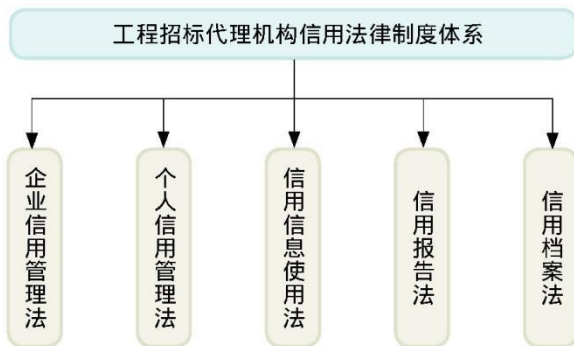 工程招标代理机构信用法律制度体系
企业信用管理法
个人信用管理法
信用信息使用法
信用报告法
信用档案法